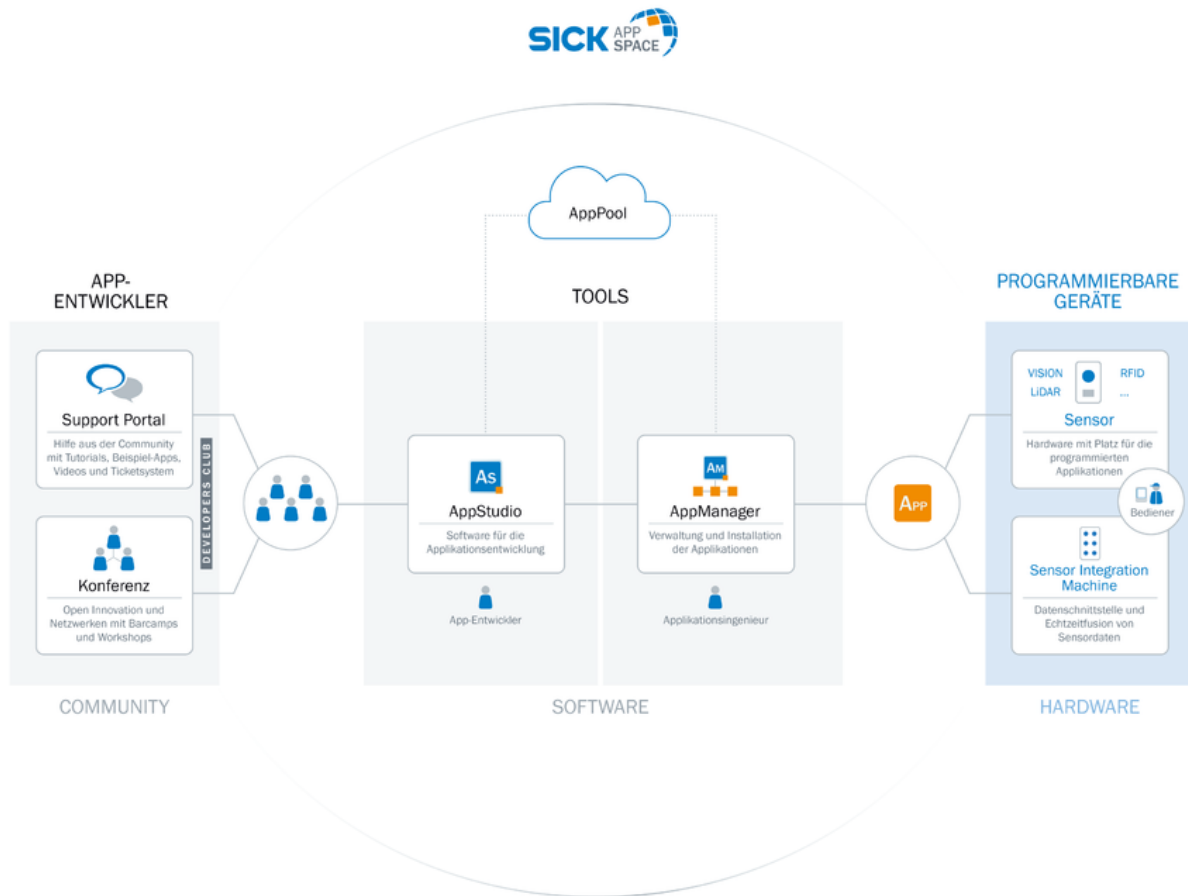 SICK APP SPACE
AppPool
APP-
ENTWICKLER
TOOLS
PROGRAMMIERBARE
GERÄTE
Support Portal
Hilfe aus der Community
mit Tutorials, Beispiel-Apps,
Videos und Ticketsystem
Konferenz
Open Innovation und
Netzwerken mit Barcamps
und Workshops
DEVELOPERS CLUB
COMMUNITY
As
AppStudio
Software für die
Applikationsentwicklung
App-Entwickler
AM
AppManager
Verwaltung und Installation
der Applikationen
Applikationsingenieur
SOFTWARE
APP
VISION
RFID
LiDAR
...
Sensor
Hardware mit Platz für die
programmierten
Applikationen
Bediener
Sensor Integration
Machine
Datenschnittstelle und
Echtzeitfusion von
Sensordaten
HARDWARE